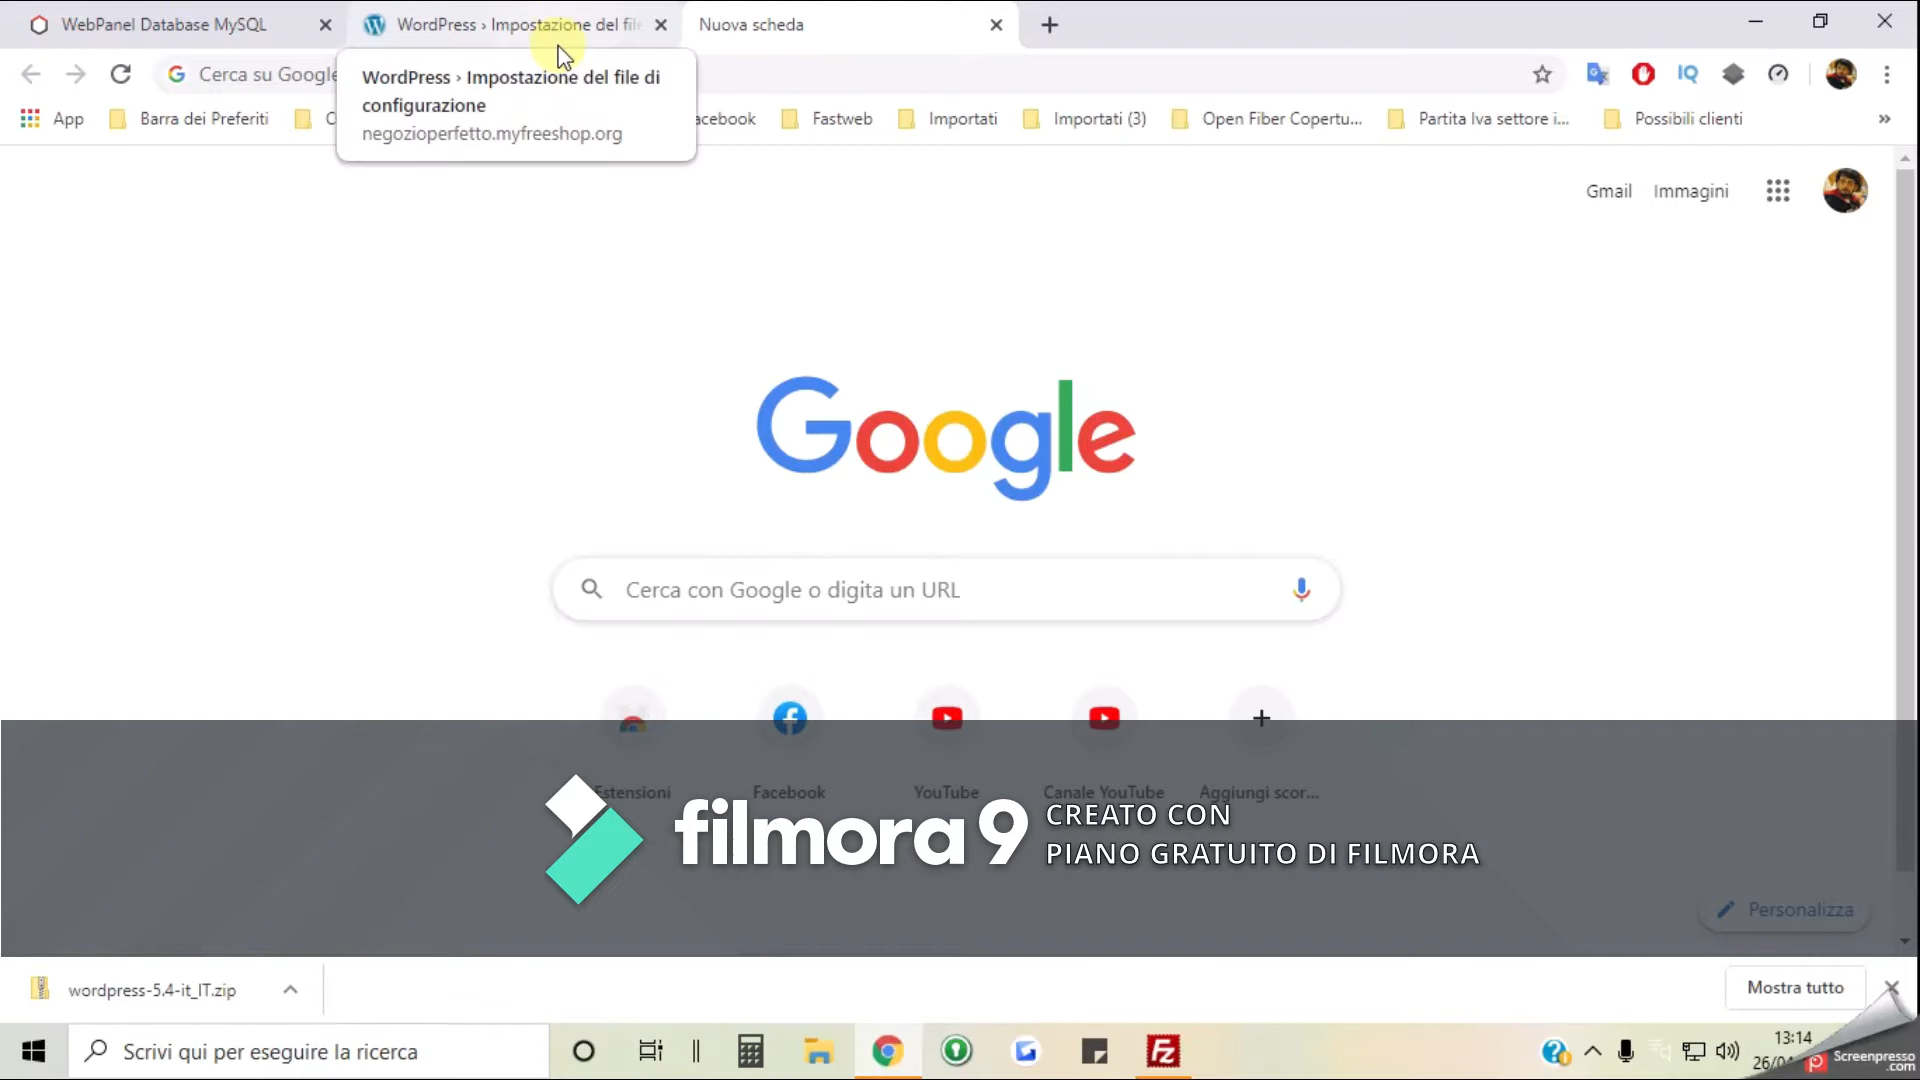 WebPanel Database MySQL
WordPress › Impostazione del file
Nuova scheda
Cerca su Google
WordPress › Impostazione del file di
configurazione
negozioperfetto.myfreeshop.org
App
Barra dei Preferiti
acebook
Fastweb
Importati
Importati (3)
Open Fiber Copertu...
Partita Iva settore i...
Possibili clienti
»
Gmail
Immagini
Google
Cerca con Google o digita un URL
Estensioni
Facebook
YouTube
Canale YouTube
Aggiungi scor...
filmora 9
CREATO CON
PIANO GRATUITO DI FILMORA
Personalizza
wordpress-5.4-it_IT.zip
Mostra tutto
Scrivi qui per eseguire la ricerca
13:14
Screenpresso
.com